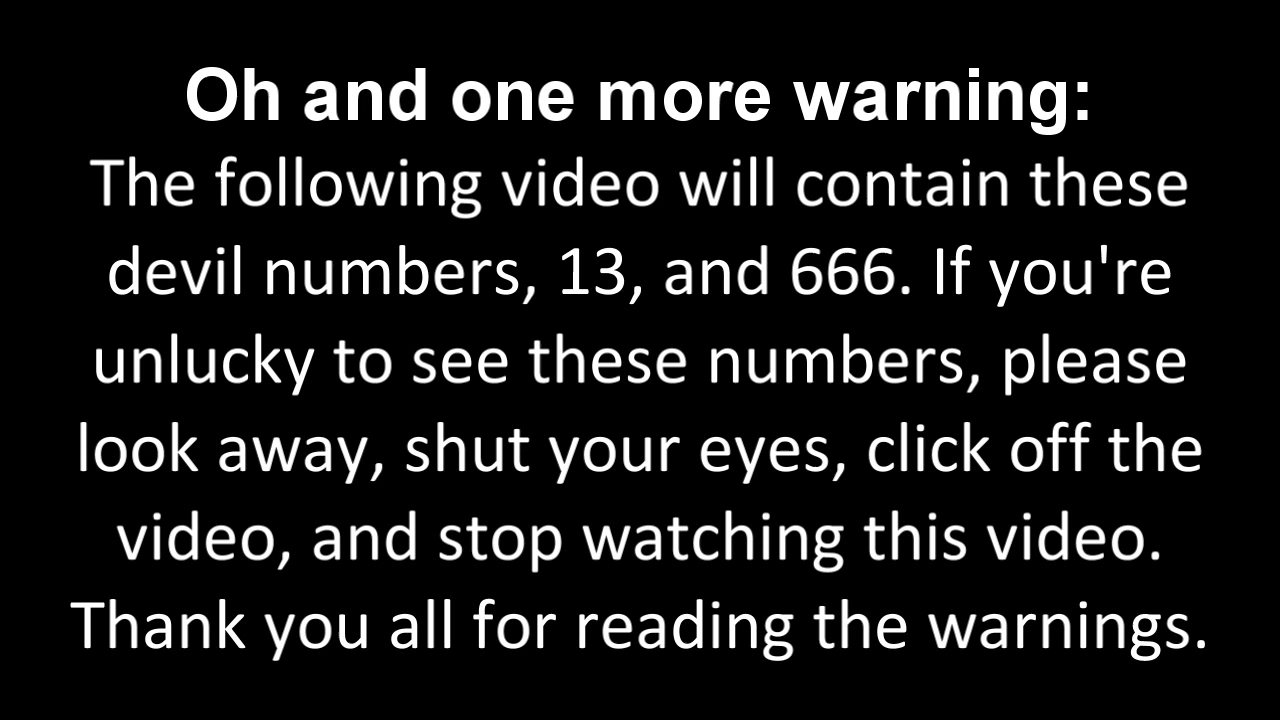 Oh and one more warning:
The following video will contain these
devil numbers, 13, and 666. If you're
unlucky to see these numbers, please
look away, shut your eyes, click off the
video, and stop watching this video.
Thank you all for reading the warnings.